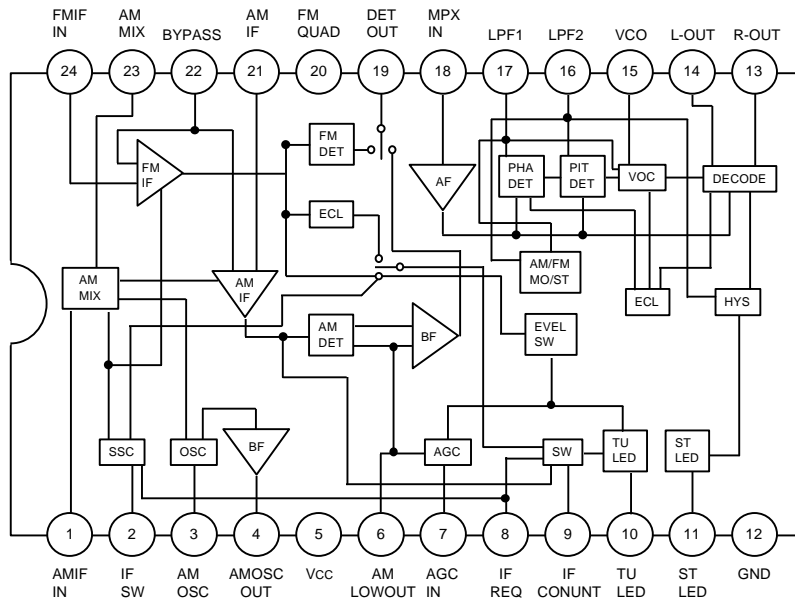 FMIF IN
AM MIX
BYPASS
AM IF
FM QUAD
DET OUT
MPX IN
LPF1
LPF2
VCO
L-OUT
R-OUT
24
23
22
21
20
19
18
17
16
15
14
13
FM IF
FM DET
ECL
AF
PHA DET
PIT DET
VOC
DECODE
AM/FM MO/ST
AM MIX
AM IF
AM DET
BF
EVEL SW
ECL
HYS
SSC
OSC
BF
AGC
SW
TU LED
ST LED
1
2
3
4
5
6
7
8
9
10
11
12
AMIF IN
IF SW
AM OSC
AMOSC OUT
VCC
AM LOWOUT
AGC IN
IF REQ
IF CONUNT
TU LED
ST LED
GND